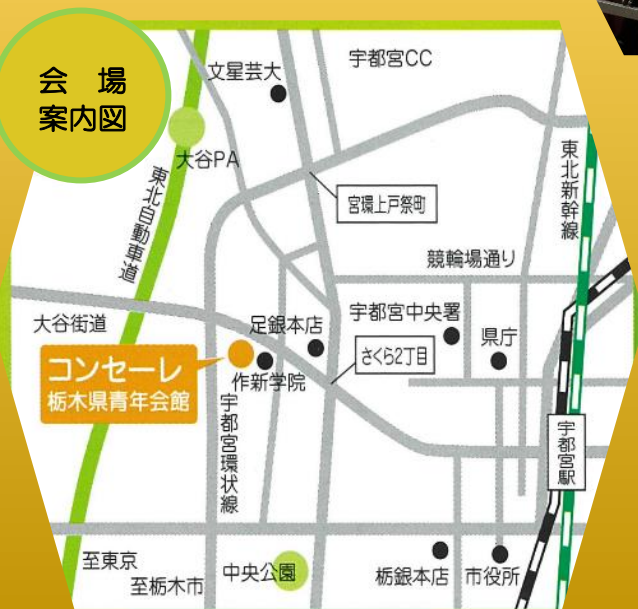 会 場
案内図
文星芸大
宇都宮CC
大谷PA
東北自動車道
東北新幹線
宮環上戸祭町
競輪場通り
大谷街道
足銀本店
宇都宮中央署
県庁
さくら2丁目
コンセーレ
栃木県青年会館
作新学院
宇都宮環状線
宇都宮駅
至東京
至栃木市
中央公園
栃銀本店
市役所